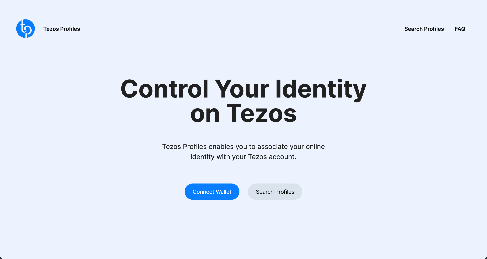 Tezos Profiles
Search Profiles
FAQ
Control Your Identity
on Tezos
Tezos Profiles enables you to associate your online
identity with your Tezos account.
Connect Wallet
Search Profiles